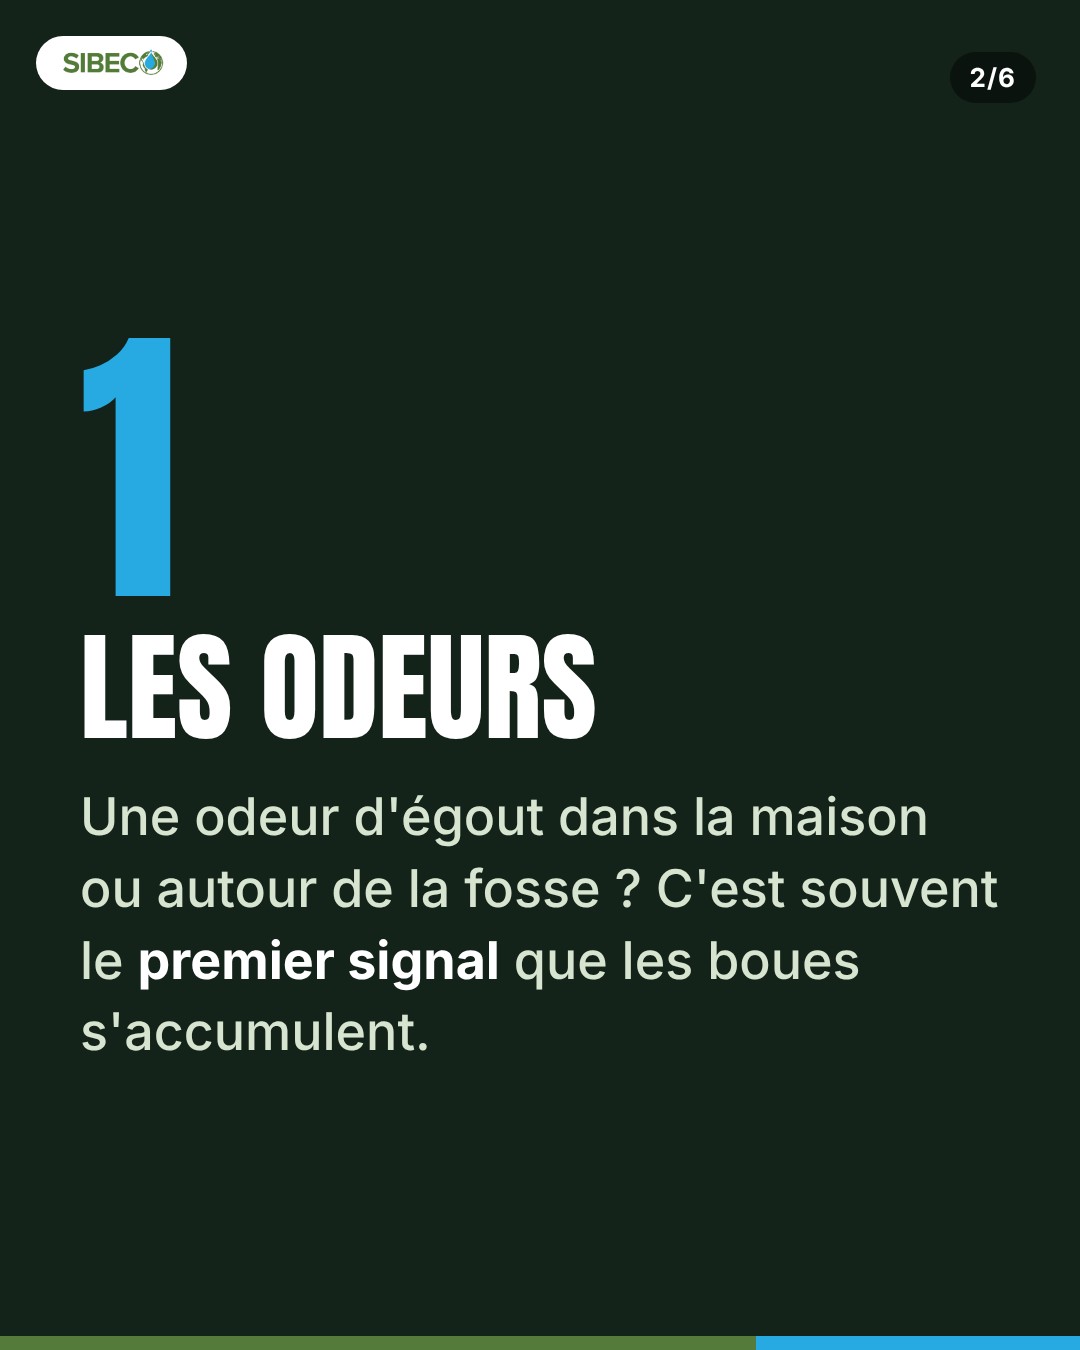 SIBECO
2/6
1
LES ODEURS
Une odeur d'égout dans la maison
ou autour de la fosse ? C'est souvent
le premier signal que les boues
s'accumulent.